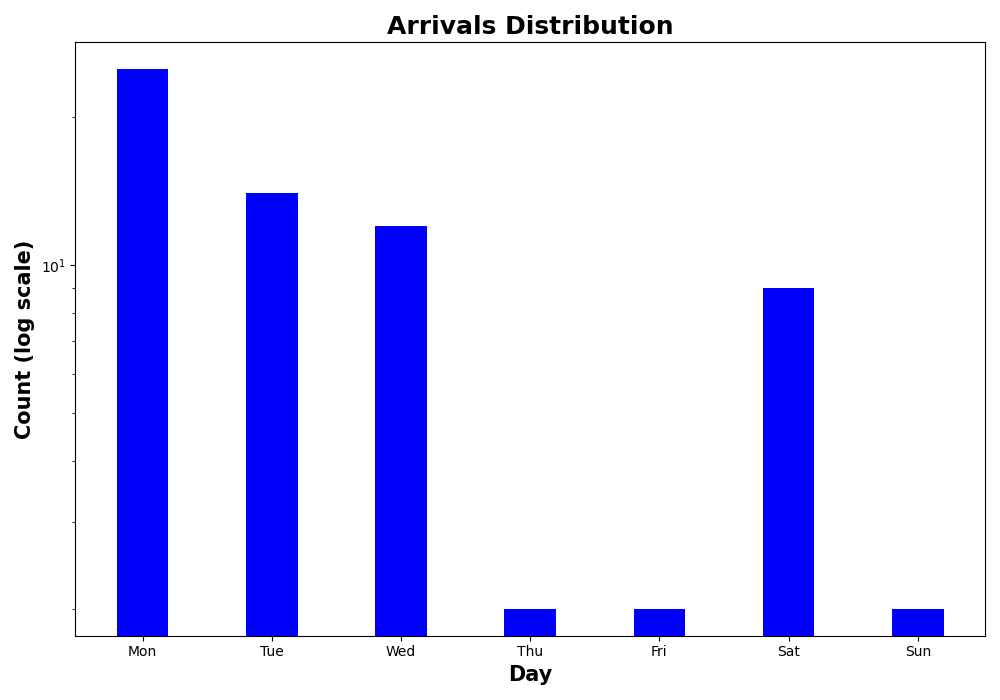 Arrivals Distribution
Count (log scale)
10¹
Mon Tue Wed Thu Fri Sat Sun
Day